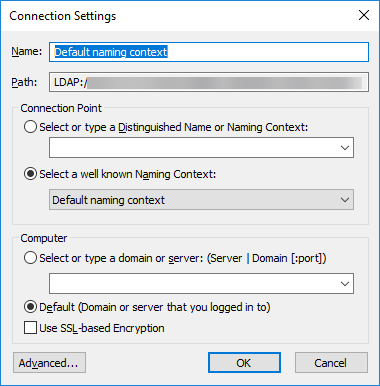 Connection Settings
Name: Default naming context
Path: LDAP:/
Connection Point
Select or type a Distinguished Name or Naming Context:
Select a well known Naming Context:
Default naming context
Computer
Select or type a domain or server: (Server | Domain [:port])
Default (Domain or server that you logged in to)
Use SSL-based Encryption
Advanced...
OK
Cancel